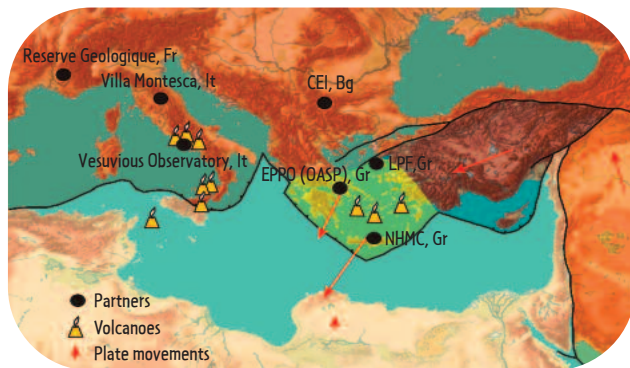 Reserve Geologique, Fr
Villa Montesca, It
CEI, Bg
Vesuvious Observatory, It
LPF,Gr
EPPO (OASP), Gr
NHMC, Gr
Partners
Volcanoes
Plate movements